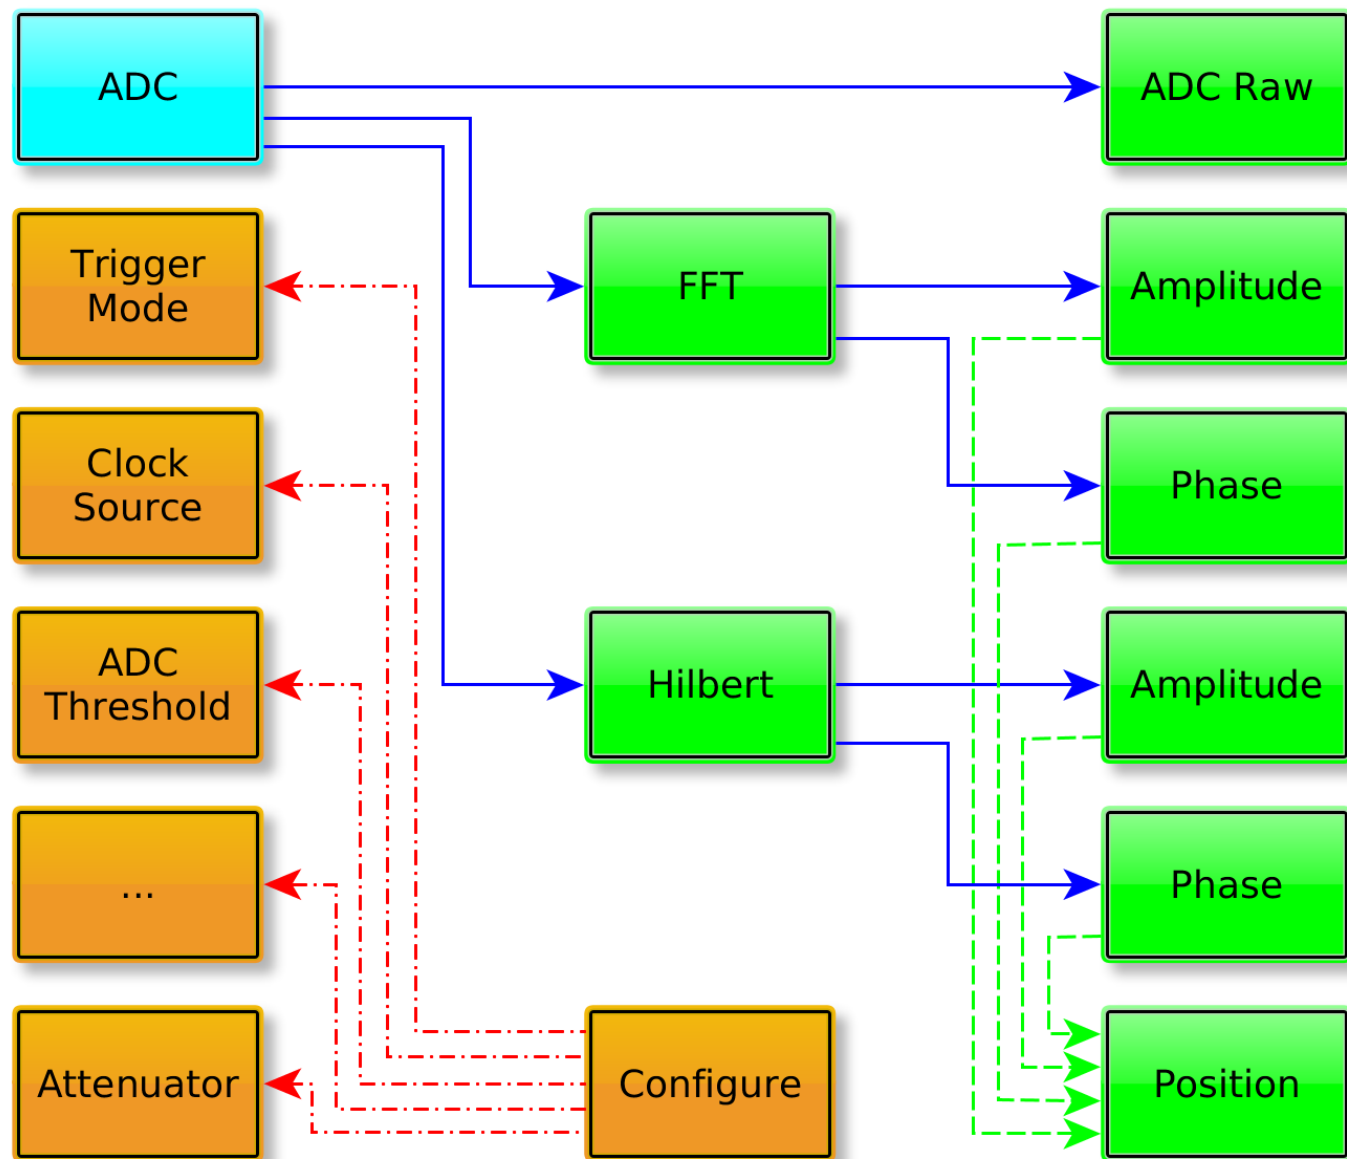 ADC
ADC Raw
Trigger
Mode
FFT
Amplitude
Clock
Source
Phase
ADC
Threshold
Hilbert
Amplitude
...
Phase
Attenuator
Configure
Position